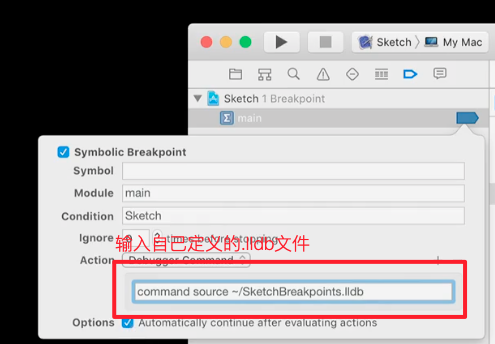 Sketch 〉 My Mac
Sketch 1 Breakpoint
Σ main
Symbolic Breakpoint
Symbol
Module main
Condition Sketch
Ignore 0 times before stopping
输入自己定义的.lldb文件
Action Debugger Command
command source ~/SketchBreakpoints.lldb
Options Automatically continue after evaluating actions